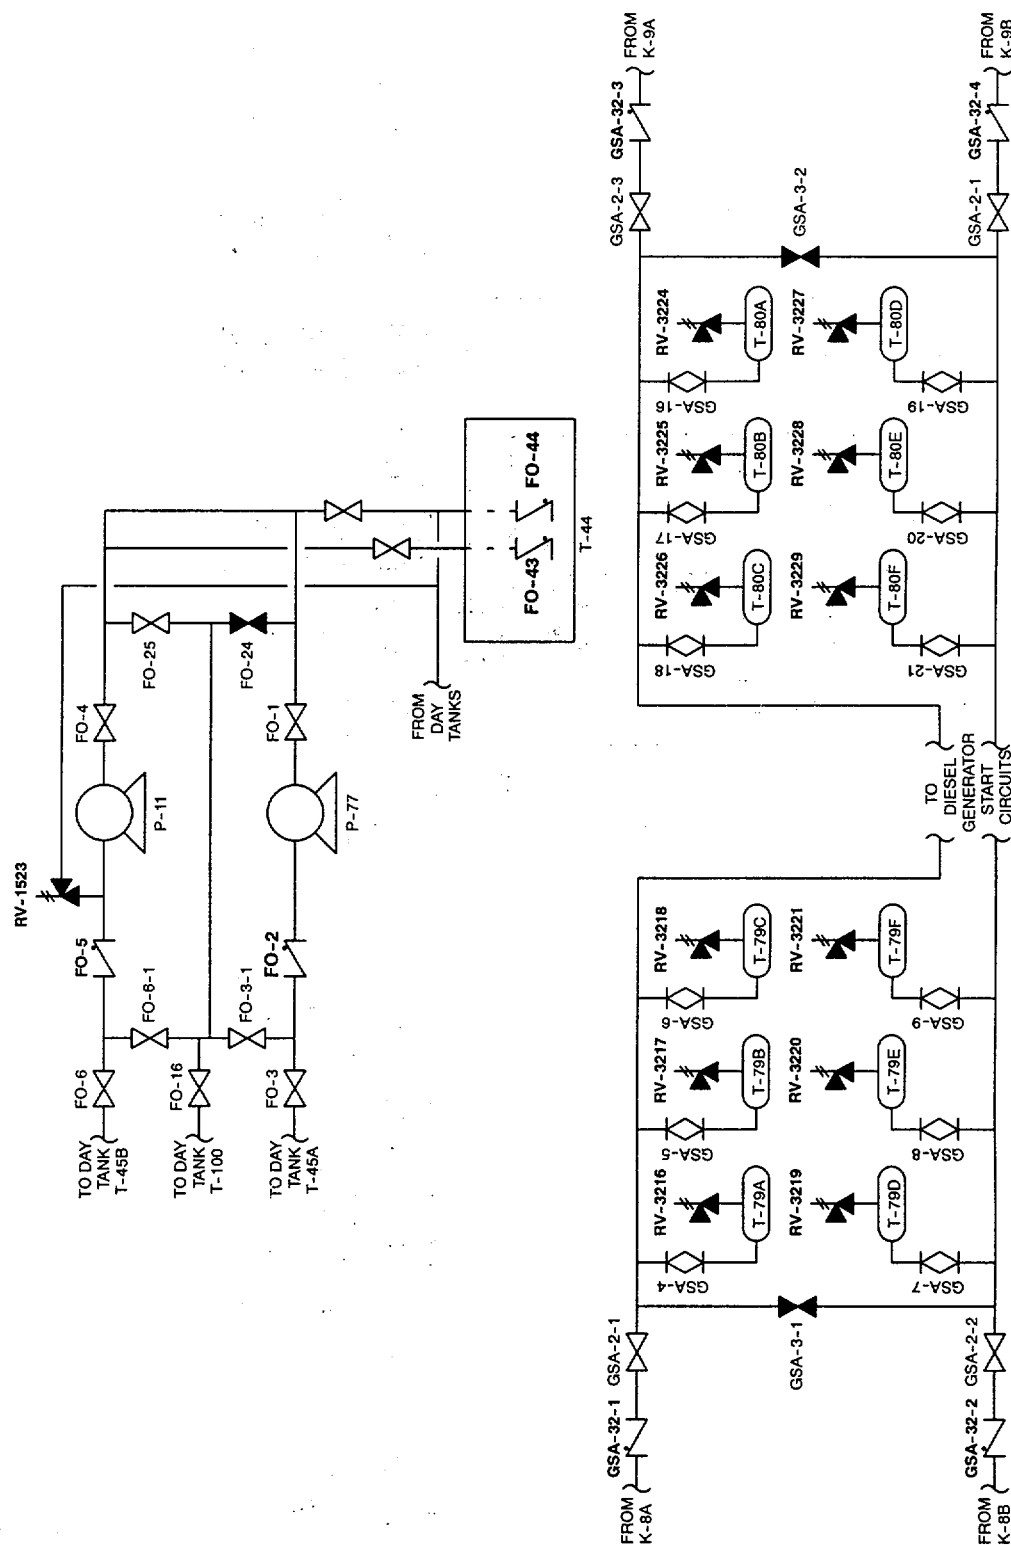 RV-1523
FO-5
FO-4
P-11
FO-6
FO-6-1
FO-25
FO-16
FO-24
FO-3-1
FO-3
FO-2
FO-1
P-77
TO DAY
TANK
T-45B
TO DAY
TANK
T-100
TO DAY
TANK
T-45A
FROM
DAY
TANKS
FO-43
FO-44
T-44
FROM
K-8A
GSA-32-1
GSA-2-1
GSA-3-1
FROM
K-8B
GSA-32-2
GSA-2-2
RV-3216
GSA-4
T-79A
RV-3217
GSA-5
T-79B
RV-3218
GSA-6
T-79C
RV-3219
GSA-7
T-79D
RV-3220
GSA-8
T-79E
RV-3221
GSA-9
T-79F
TO
DIESEL
GENERATOR
START
CIRCUITS
RV-3226
GSA-18
T-80C
RV-3225
GSA-17
T-80B
RV-3224
GSA-16
T-80A
RV-3229
GSA-21
T-80F
RV-3228
GSA-20
T-80E
RV-3227
GSA-19
T-80D
GSA-3-2
GSA-2-3
GSA-32-3
FROM
K-9A
GSA-2-1
GSA-32-4
FROM
K-9B